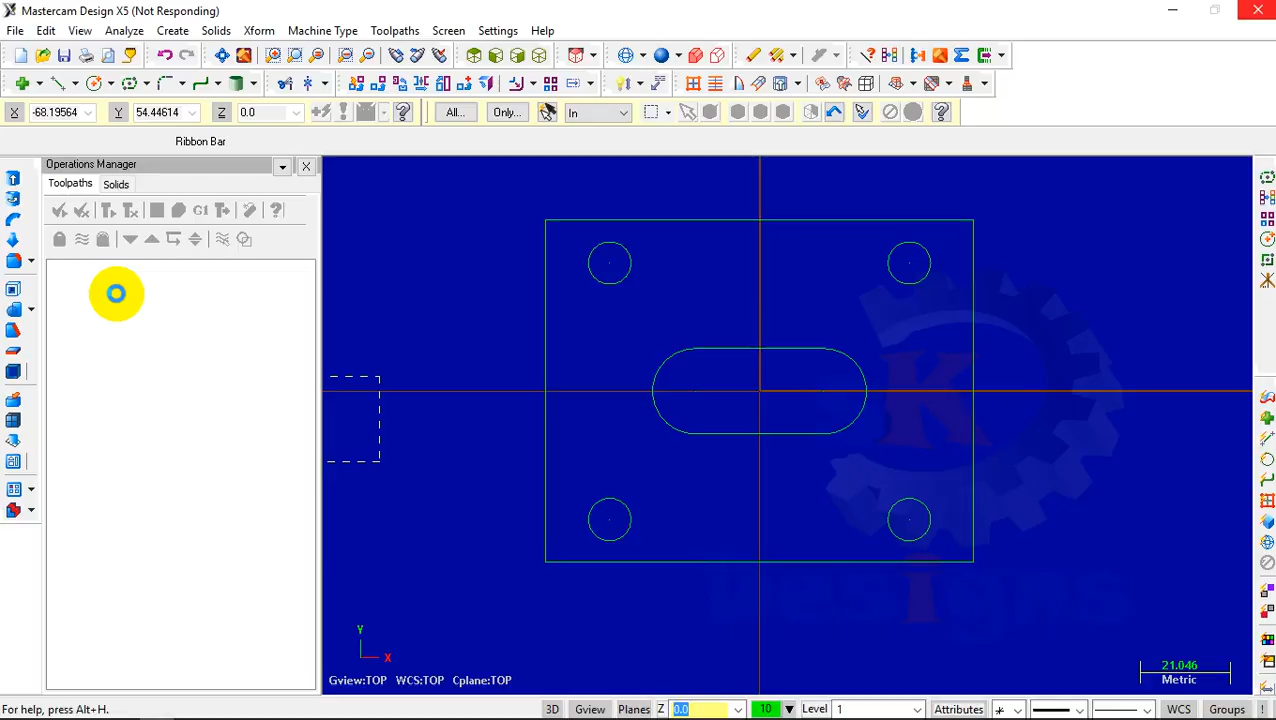 Mastercam Design X5 (Not Responding)
File Edit View Analyze Create Solids Xform Machine Type Toolpaths Screen Settings Help
X -68.19564 Y 54.44614 Z 0.0 All... Only... In
Ribbon Bar
Operations Manager
Toolpaths Solids
G1
K
Designs
Y
X
Gview:TOP WCS:TOP Cplane:TOP
21.046
Metric
For help, press Alt+H. 3D Gview Planes Z 0.0 10 Level 1 Attributes WCS Groups